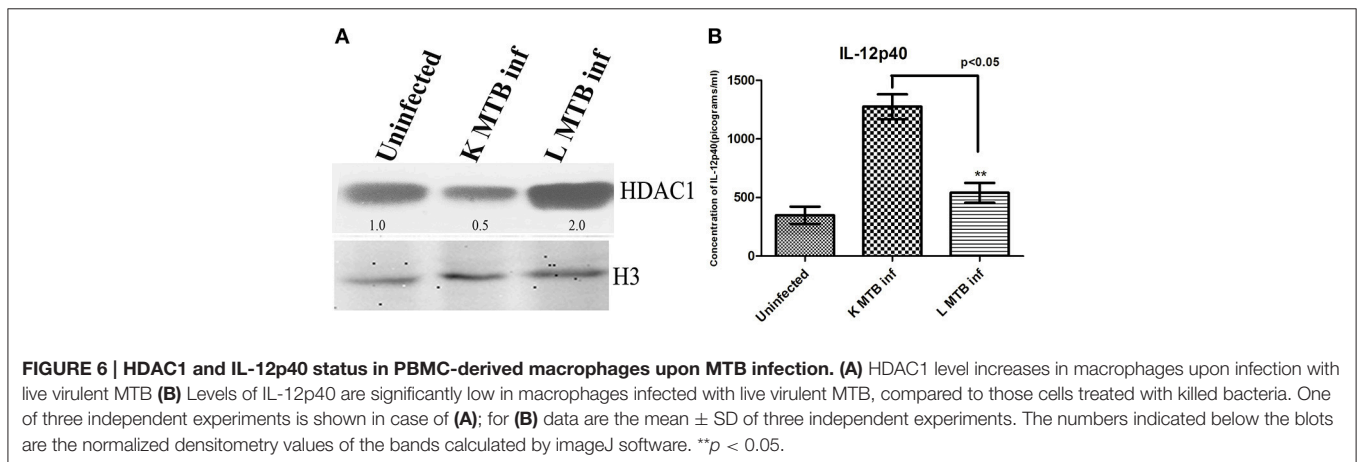 A
Uninfected
K MTB inf
L MTB inf
HDAC1
1.0 0.5 2.0
H3
B
IL-12p40
p<0.05
Concentration of IL-12p40(picograms/ml)
1500
1000
500
0
**
Uninfected
K MTB inf
L MTB inf
FIGURE 6 | HDAC1 and IL-12p40 status in PBMC-derived macrophages upon MTB infection. (A) HDAC1 level increases in macrophages upon infection with
live virulent MTB (B) Levels of IL-12p40 are significantly low in macrophages infected with live virulent MTB, compared to those cells treated with killed bacteria. One
of three independent experiments is shown in case of (A); for (B) data are the mean ± SD of three independent experiments. The numbers indicated below the blots
are the normalized densitometry values of the bands calculated by imageJ software. **p < 0.05.